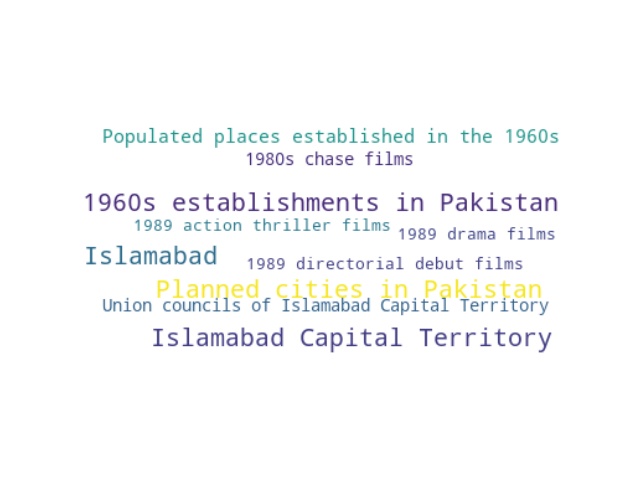 Populated places established in the 1960s
1980s chase films
1960s establishments in Pakistan
1989 action thriller films
1989 drama films
Islamabad
1989 directorial debut films
Planned cities in Pakistan
Union councils of Islamabad Capital Territory
Islamabad Capital Territory